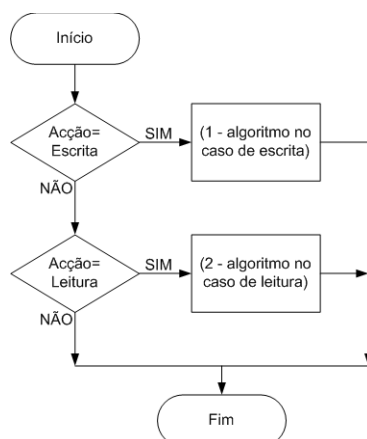 Início
Acção=
Escrita
SIM
(1 - algoritmo no
caso de escrita)
NÃO
Acção=
Leitura
SIM
(2 - algoritmo no
caso de leitura)
NÃO
Fim